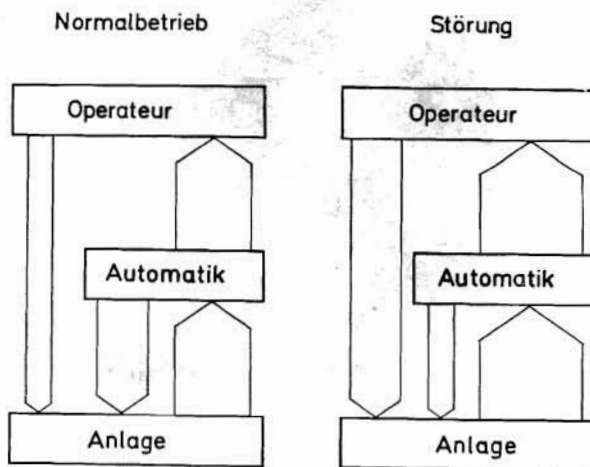 Normalbetrieb
Störung
Operateur
Operateur
Automatik
Automatik
Anlage
Anlage